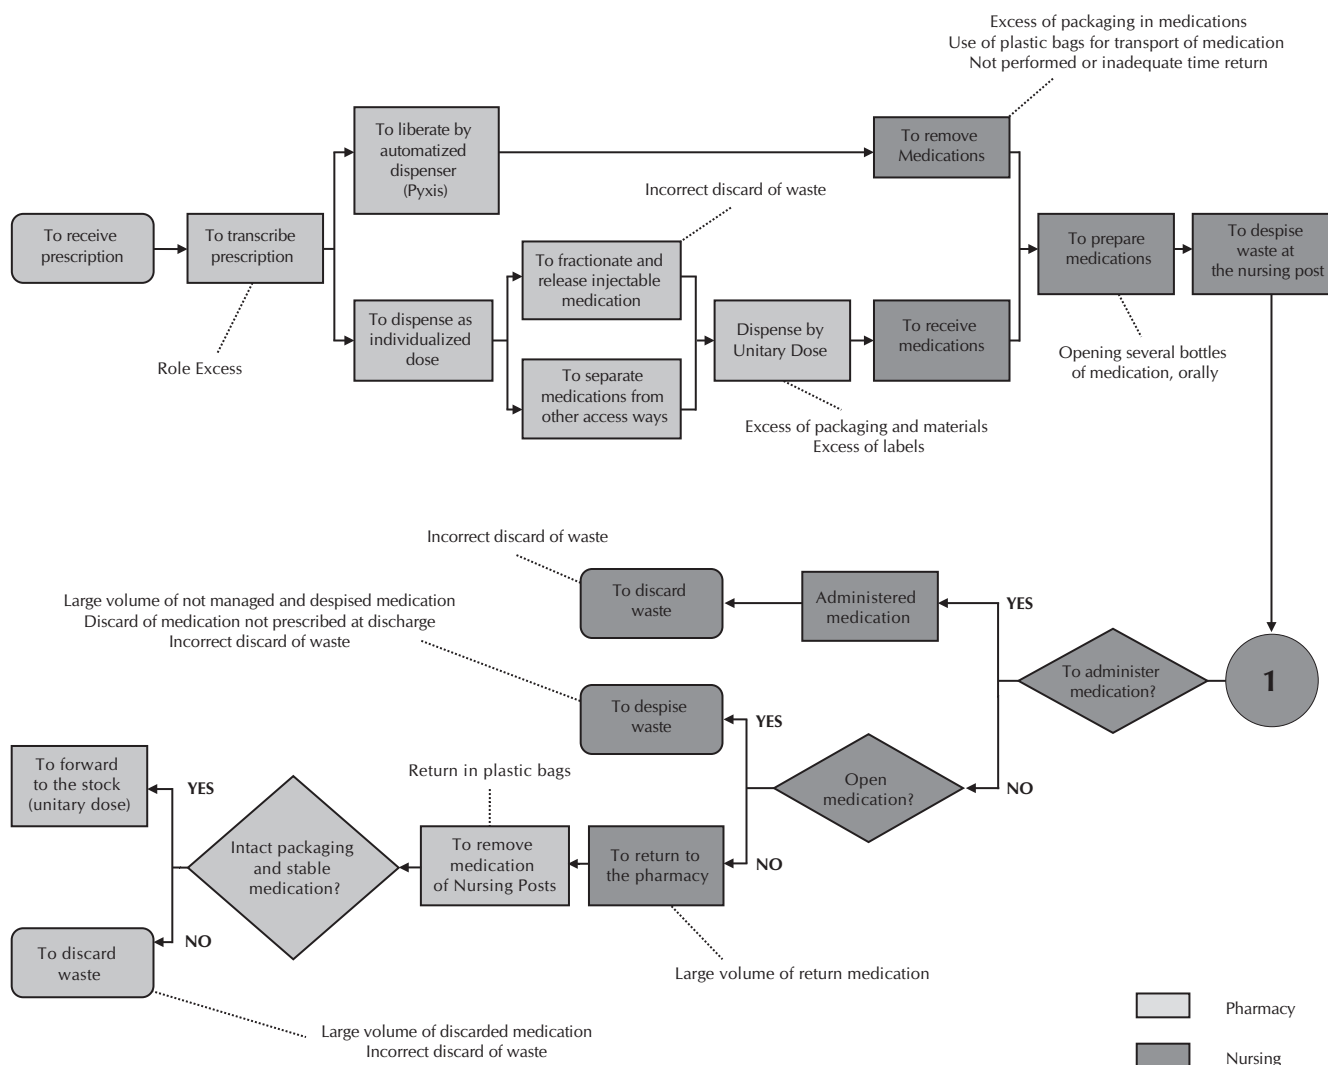 Excess of packaging in medications
Use of plastic bags for transport of medication
Not performed or inadequate time return
To liberate by
automatized
dispenser
(Pyxis)
To remove
Medications
Incorrect discard of waste
To receive
prescription
To transcribe
prescription
To fractionate and
release injectable
medication
To prepare
medications
To despise
waste at
the nursing post
To dispense as
individualized
dose
Dispense by
Unitary Dose
To receive
medications
Role Excess
To separate
medications from
other access ways
Opening several bottles
of medication, orally
Excess of packaging and materials
Excess of labels
Incorrect discard of waste
To discard
waste
Administered
medication
YES
Large volume of not managed and despised medication
Discard of medication not prescribed at discharge
Incorrect discard of waste
To administer
medication?
1
To despise
waste
YES
Open
medication?
NO
To forward
to the stock
(unitary dose)
YES
Return in plastic bags
Intact packaging
and stable
medication?
To remove
medication
of Nursing Posts
To return to
the pharmacy
NO
To discard
waste
NO
Large volume of return medication
Large volume of discarded medication
Incorrect discard of waste
Pharmacy
Nursing